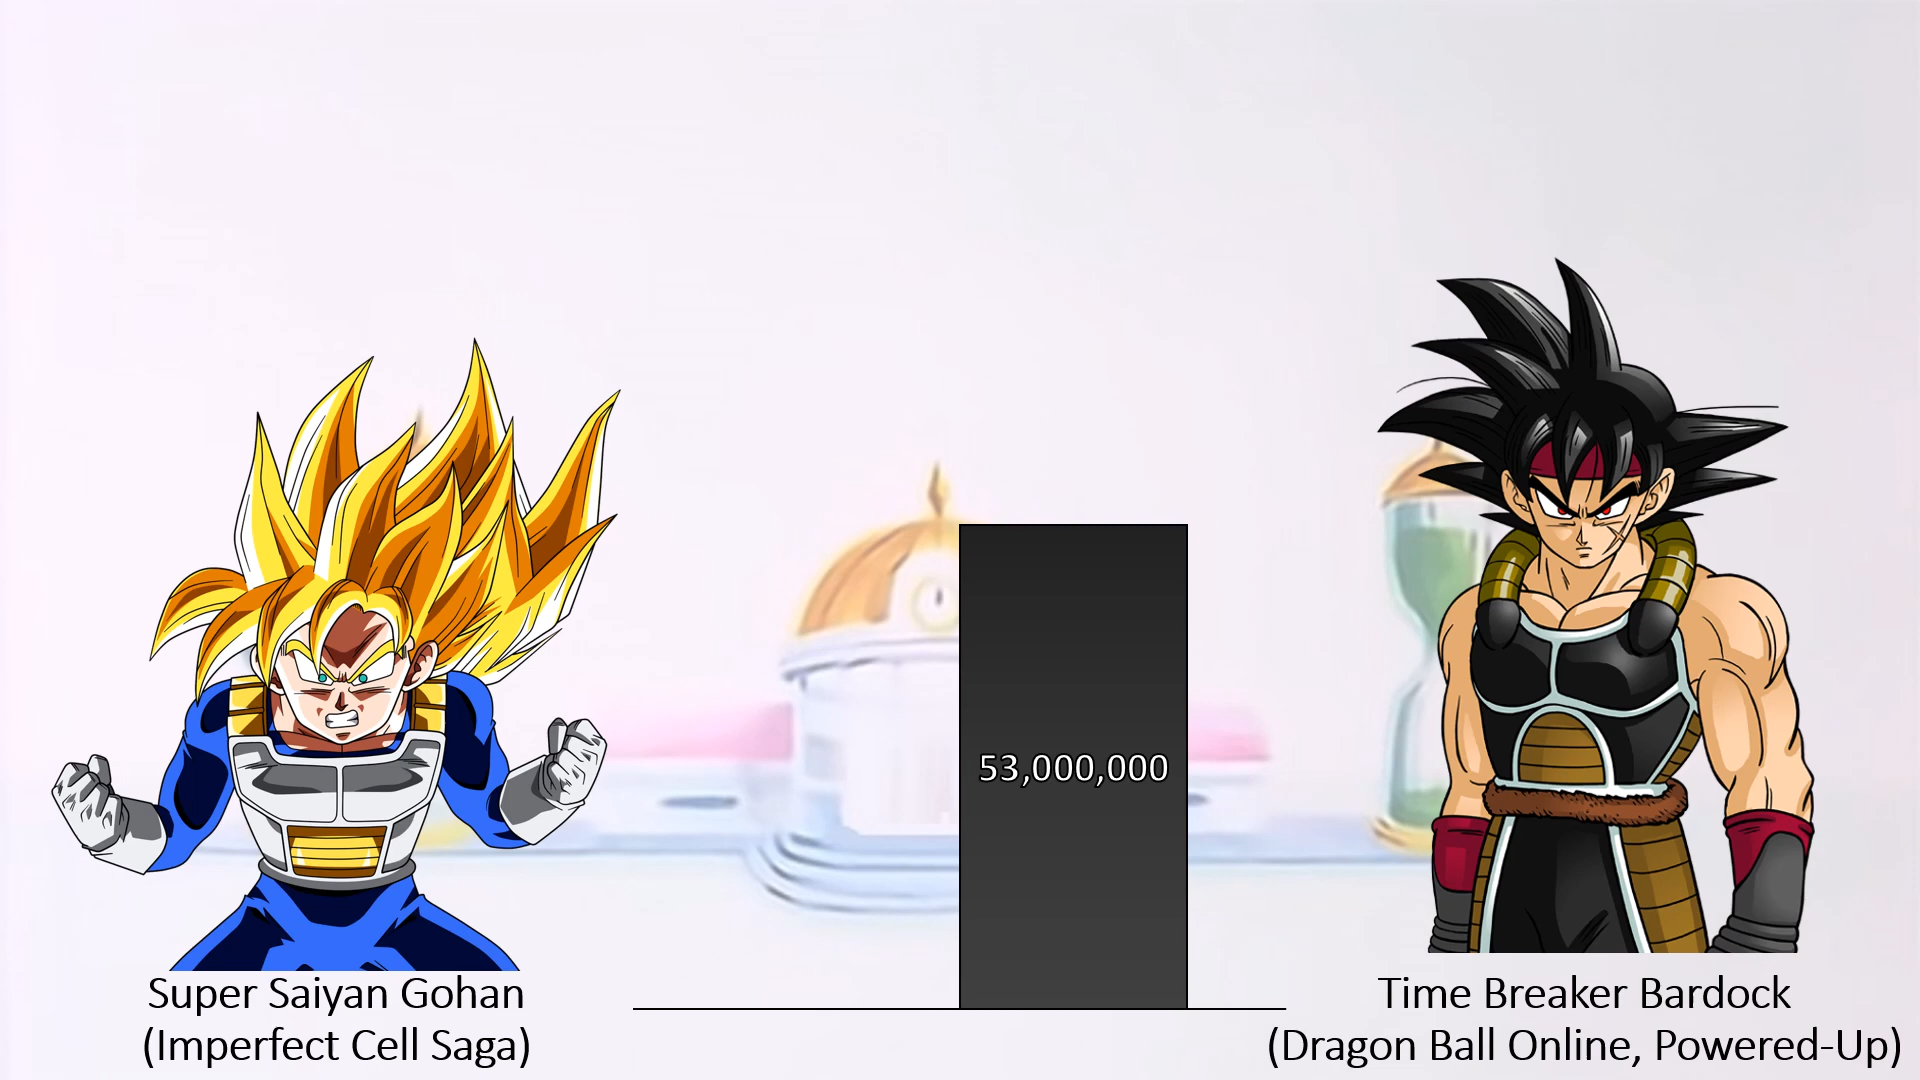 53,000,000
Super Saiyan Gohan
(Imperfect Cell Saga)
Time Breaker Bardock
(Dragon Ball Online, Powered-Up)